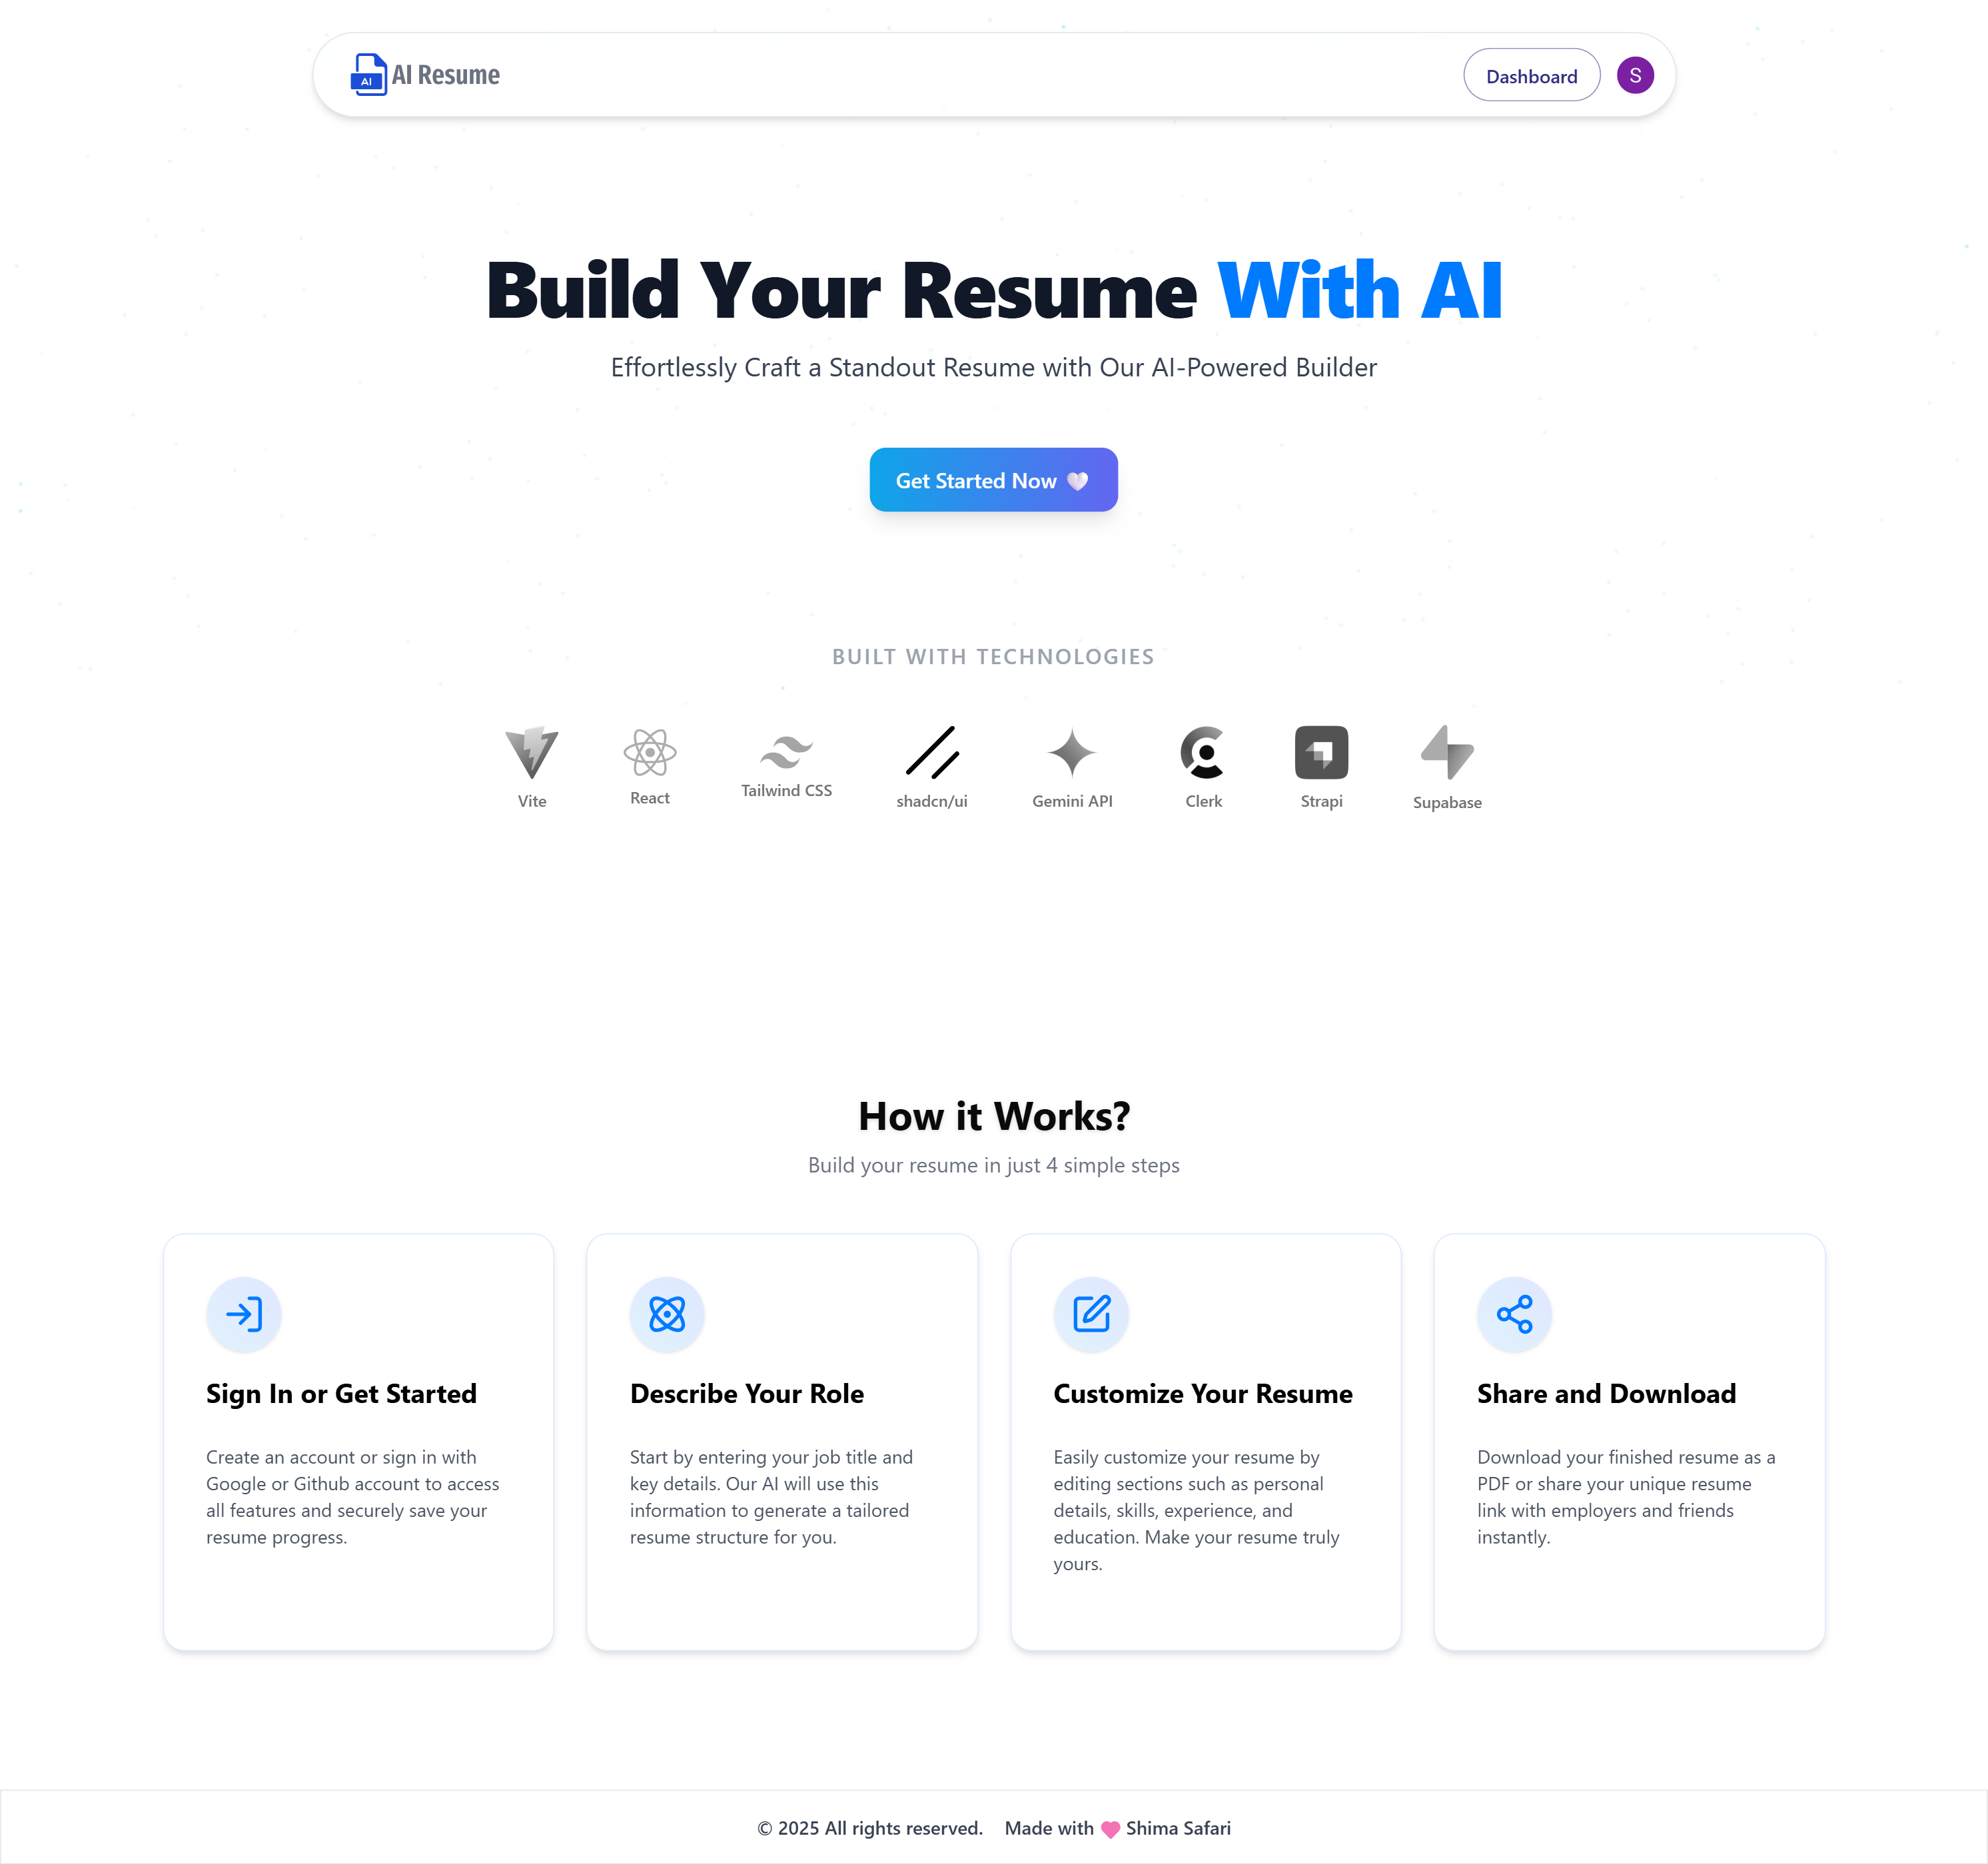 AI
AI Resume
Dashboard
S
Build Your Resume With AI
Effortlessly Craft a Standout Resume with Our AI-Powered Builder
Get Started Now
BUILT WITH TECHNOLOGIES
Vite
React
Tailwind CSS
shadcn/ui
Gemini API
Clerk
Strapi
Supabase
How it Works?
Build your resume in just 4 simple steps
Sign In or Get Started
Create an account or sign in with
Google or Github account to access
all features and securely save your
resume progress.
Describe Your Role
Start by entering your job title and
key details. Our AI will use this
information to generate a tailored
resume structure for you.
Customize Your Resume
Easily customize your resume by
editing sections such as personal
details, skills, experience, and
education. Make your resume truly
yours.
Share and Download
Download your finished resume as a
PDF or share your unique resume
link with employers and friends
instantly.
© 2025 All rights reserved. Made with Shima Safari